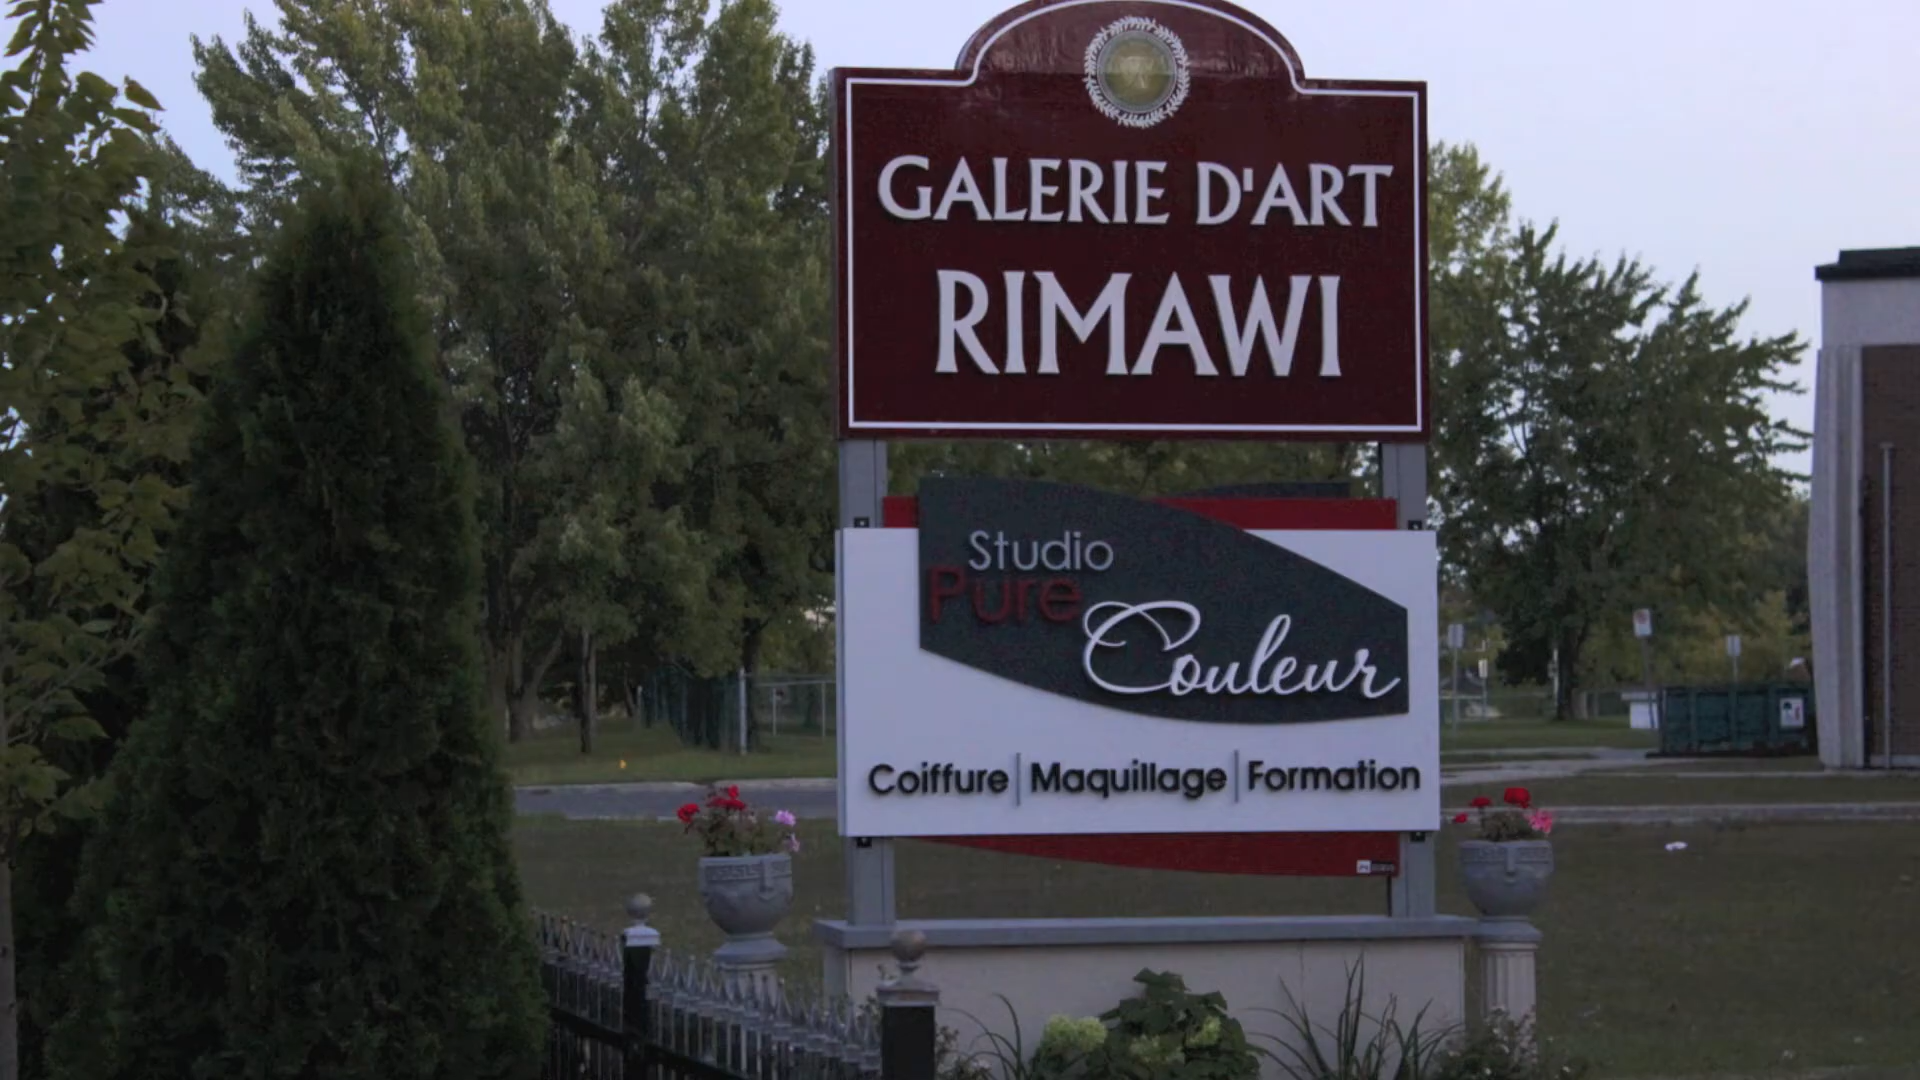 GALERIE D'ART
RIMAWI
Studio
Pure
Couleur
Coiffure | Maquillage | Formation